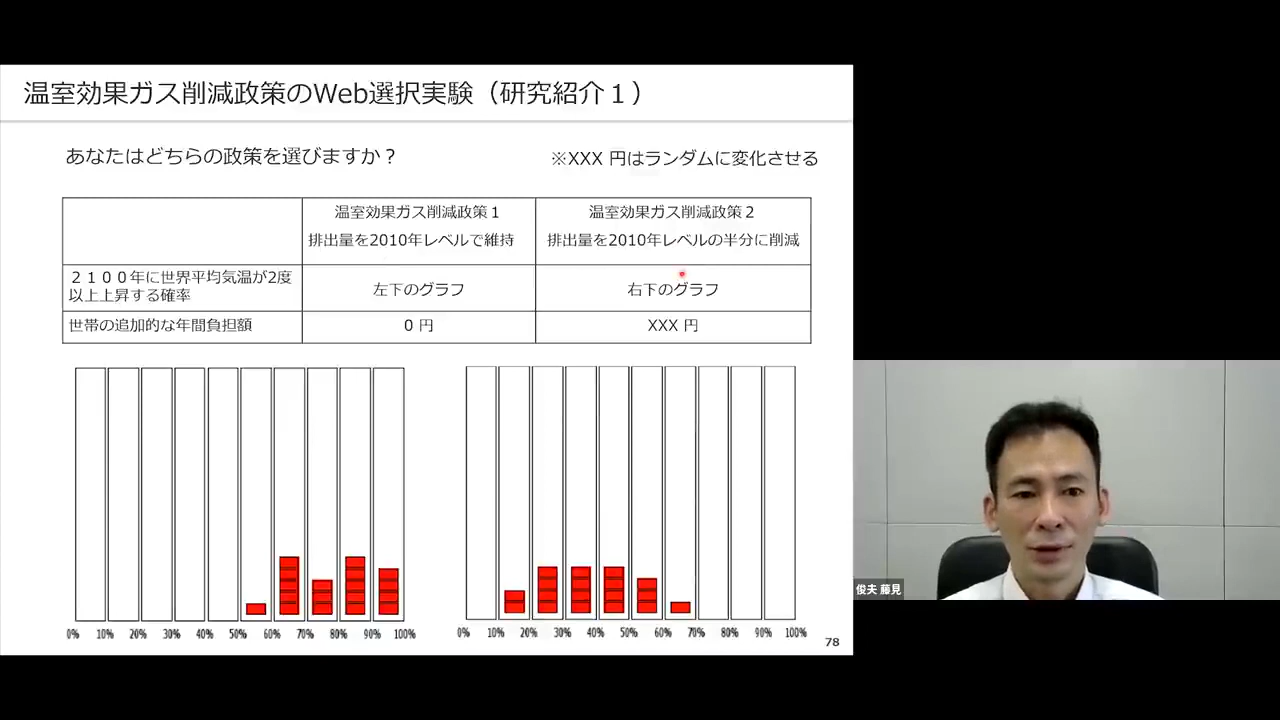 温室効果ガス削減政策のWeb選択実験（研究紹介１）
あなたはどちらの政策を選びますか？
※XXX 円はランダムに変化させる
温室効果ガス削減政策１
排出量を2010年レベルで維持
温室効果ガス削減政策２
排出量を2010年レベルの半分に削減
２１００年に世界平均気温が2度
以上上昇する確率
左下のグラフ
右下のグラフ
世帯の追加的な年間負担額
０ 円
XXX 円
0% 10% 20% 30% 40% 50% 60% 70% 80% 90% 100%
0% 10% 20% 30% 40% 50% 60% 70% 80% 90% 100%
78
俊夫 藤見